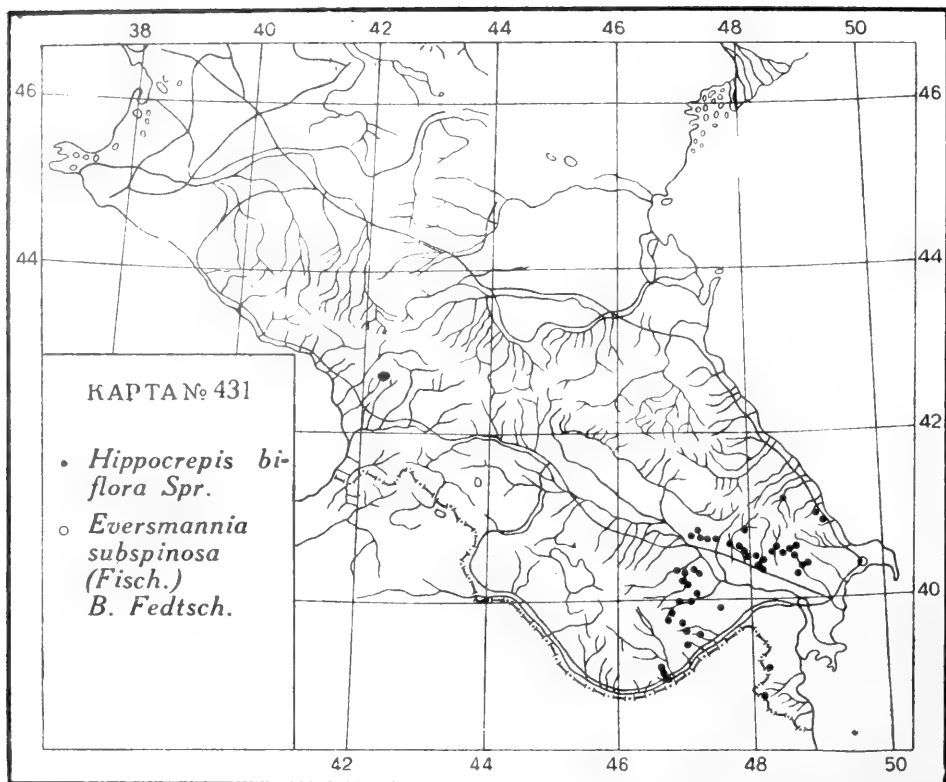 38 40 42 44 46 48 50
46 46
44 44
КАРТА № 431
• Hippocrepis bi-
flora Spr.
42
○ Eversmannia
subspinosa
(Fisch.)
B. Fedtsch.
40
42 44 46 48 50